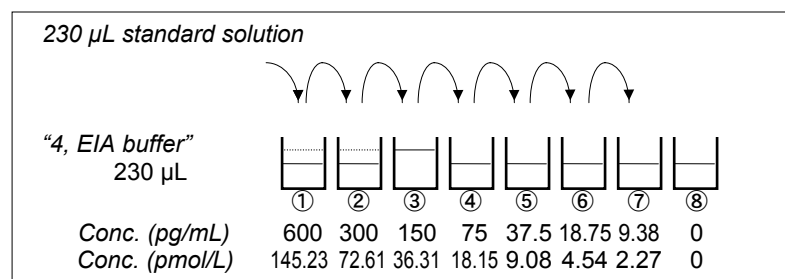 230 µL standard solution
“4, EIA buffer”
230 µL
① ② ③ ④ ⑤ ⑥ ⑦ ⑧
Conc. (pg/mL) 600 300 150 75 37.5 18.75 9.38 0
Conc. (pmol/L) 145.23 72.61 36.31 18.15 9.08 4.54 2.27 0